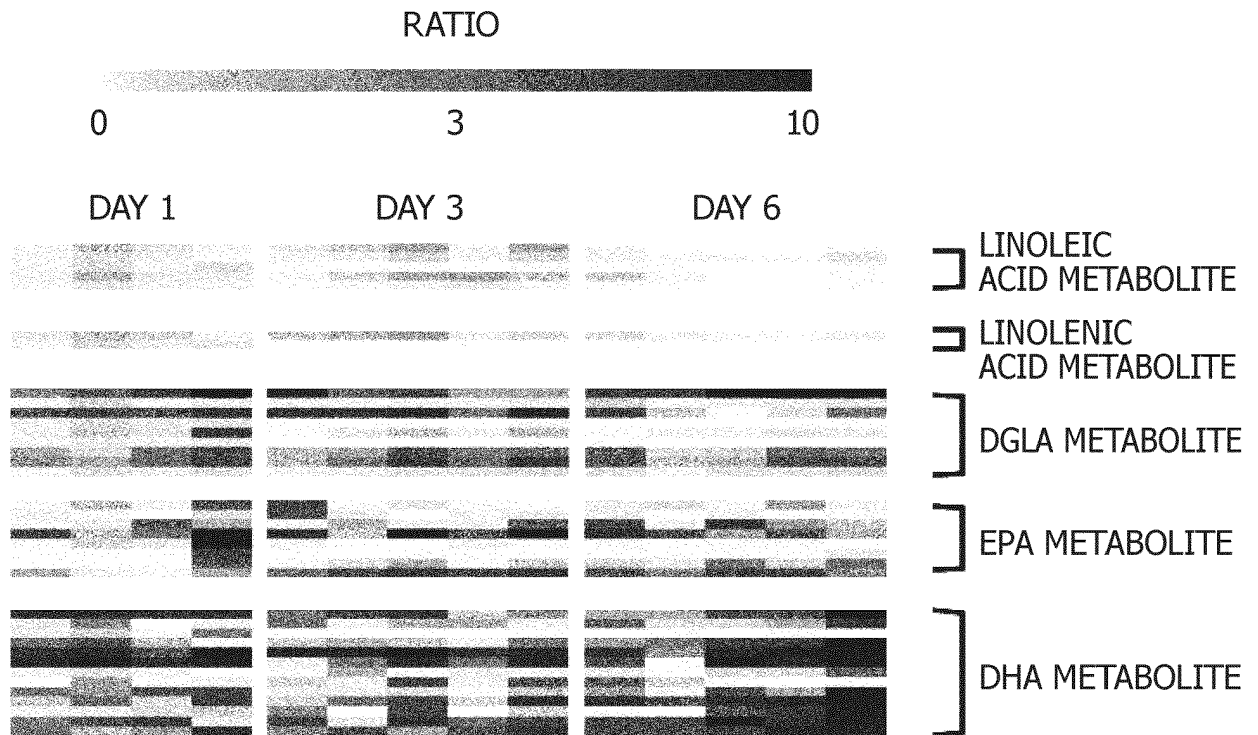 RATIO
0 3 10
DAY 1 DAY 3 DAY 6
LINOLEIC
ACID METABOLITE
LINOLENIC
ACID METABOLITE
DGLA METABOLITE
EPA METABOLITE
DHA METABOLITE